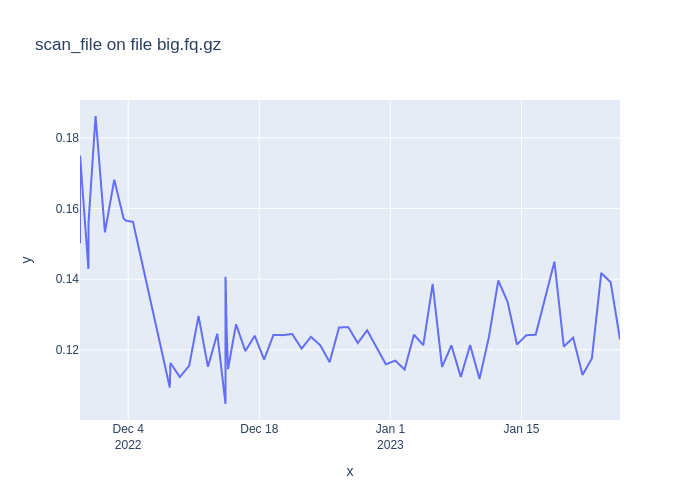 scan_file on file big.fq.gz
0.18
0.16
0.14
0.12
y
Dec 4
2022
Dec 18
Jan 1
2023
Jan 15
x